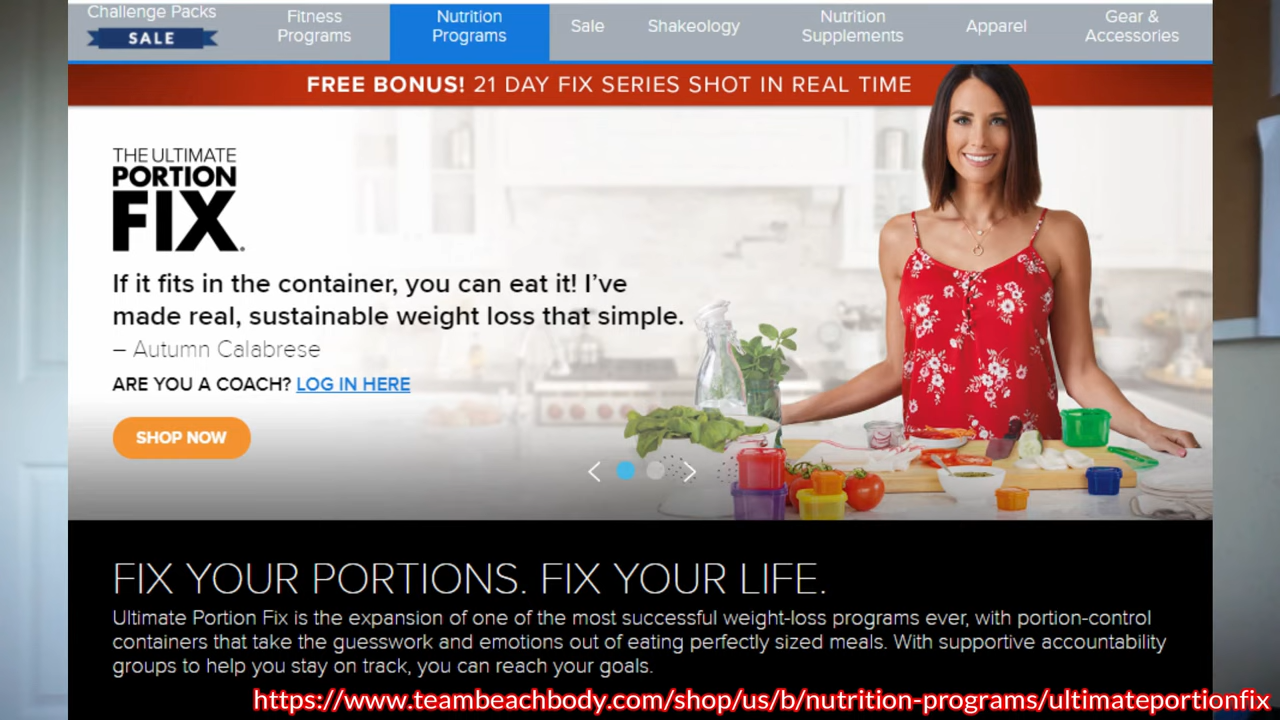 Challenge Packs
SALE
Fitness
Programs
Nutrition
Programs
Sale
Shakeology
Nutrition
Supplements
Apparel
Gear &
Accessories
FREE BONUS! 21 DAY FIX SERIES SHOT IN REAL TIME
THE ULTIMATE
PORTION
FIX®
If it fits in the container, you can eat it! I’ve
made real, sustainable weight loss that simple.
– Autumn Calabrese
ARE YOU A COACH? LOG IN HERE
SHOP NOW
FIX YOUR PORTIONS. FIX YOUR LIFE.
Ultimate Portion Fix is the expansion of one of the most successful weight-loss programs ever, with portion-control
containers that take the guesswork and emotions out of eating perfectly sized meals. With supportive accountability
groups to help you stay on track, you can reach your goals.
https://www.teambeachbody.com/shop/us/b/nutrition-programs/ultimateportionfix